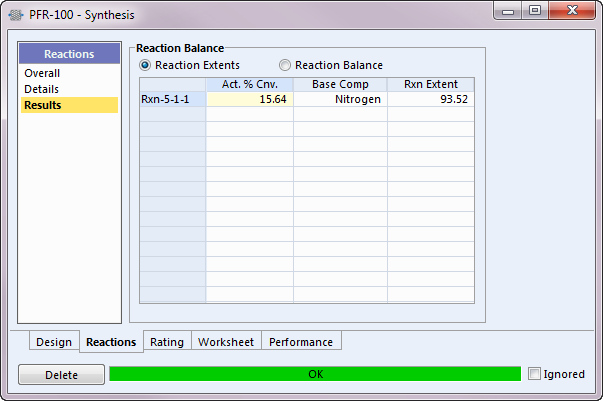 PFR-100 - Synthesis
Reactions
Overall
Details
Results
Reaction Balance
Reaction Extents Reaction Balance
Act. % Cnv. Base Comp Rxn Extent
Rxn-5-1-1 15.64 Nitrogen 93.52
Design Reactions Rating Worksheet Performance
Delete OK Ignored